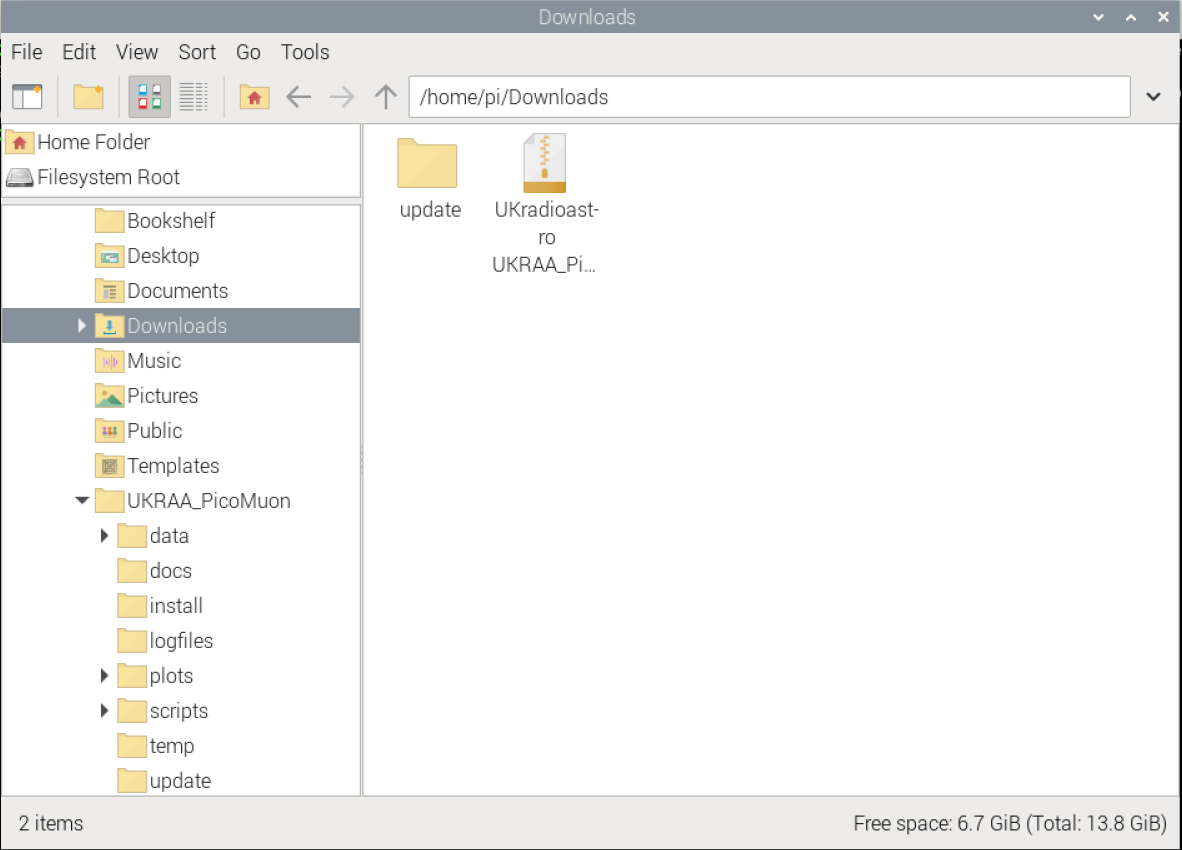 Downloads
File Edit View Sort Go Tools
/home/pi/Downloads
Home Folder
Filesystem Root
Bookshelf
Desktop
Documents
Downloads
Music
Pictures
Public
Templates
UKRAA_PicoMuon
data
docs
install
logfiles
plots
scripts
temp
update
update
UKradioast-
ro
UKRAA_Pi...
2 items
Free space: 6.7 GiB (Total: 13.8 GiB)